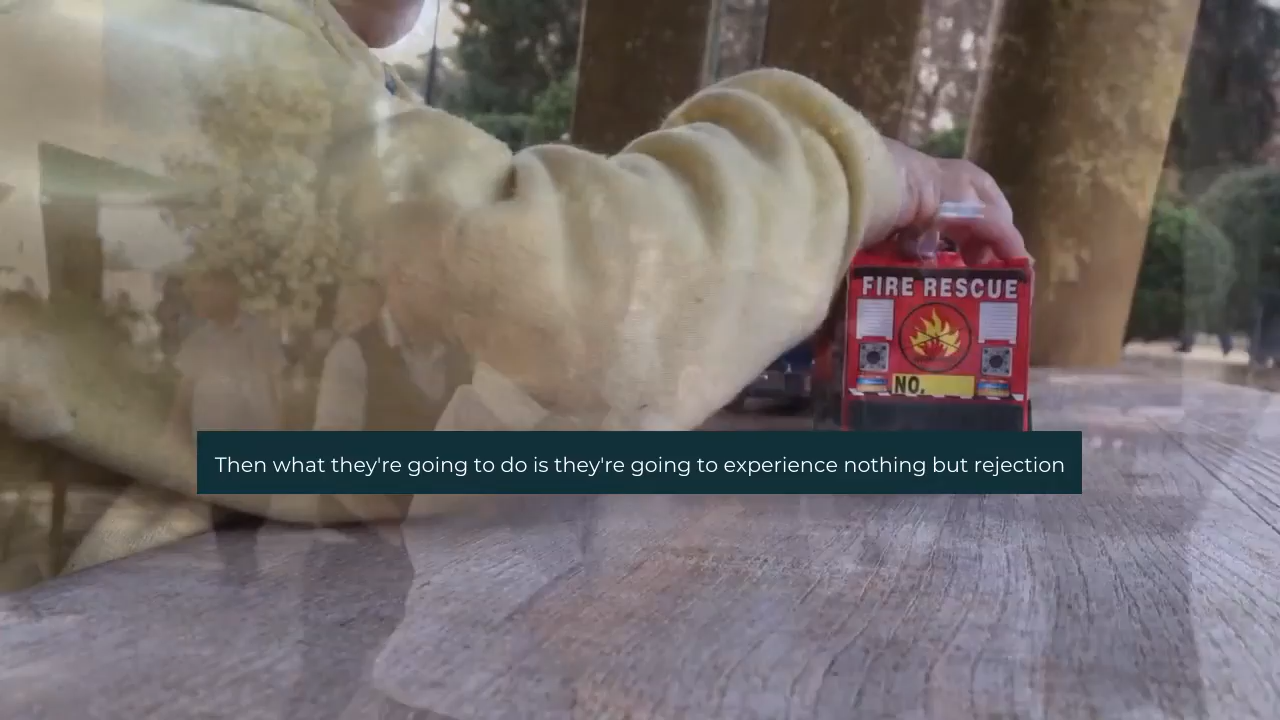 FIRE RESCUE
NO.
Then what they're going to do is they're going to experience nothing but rejection